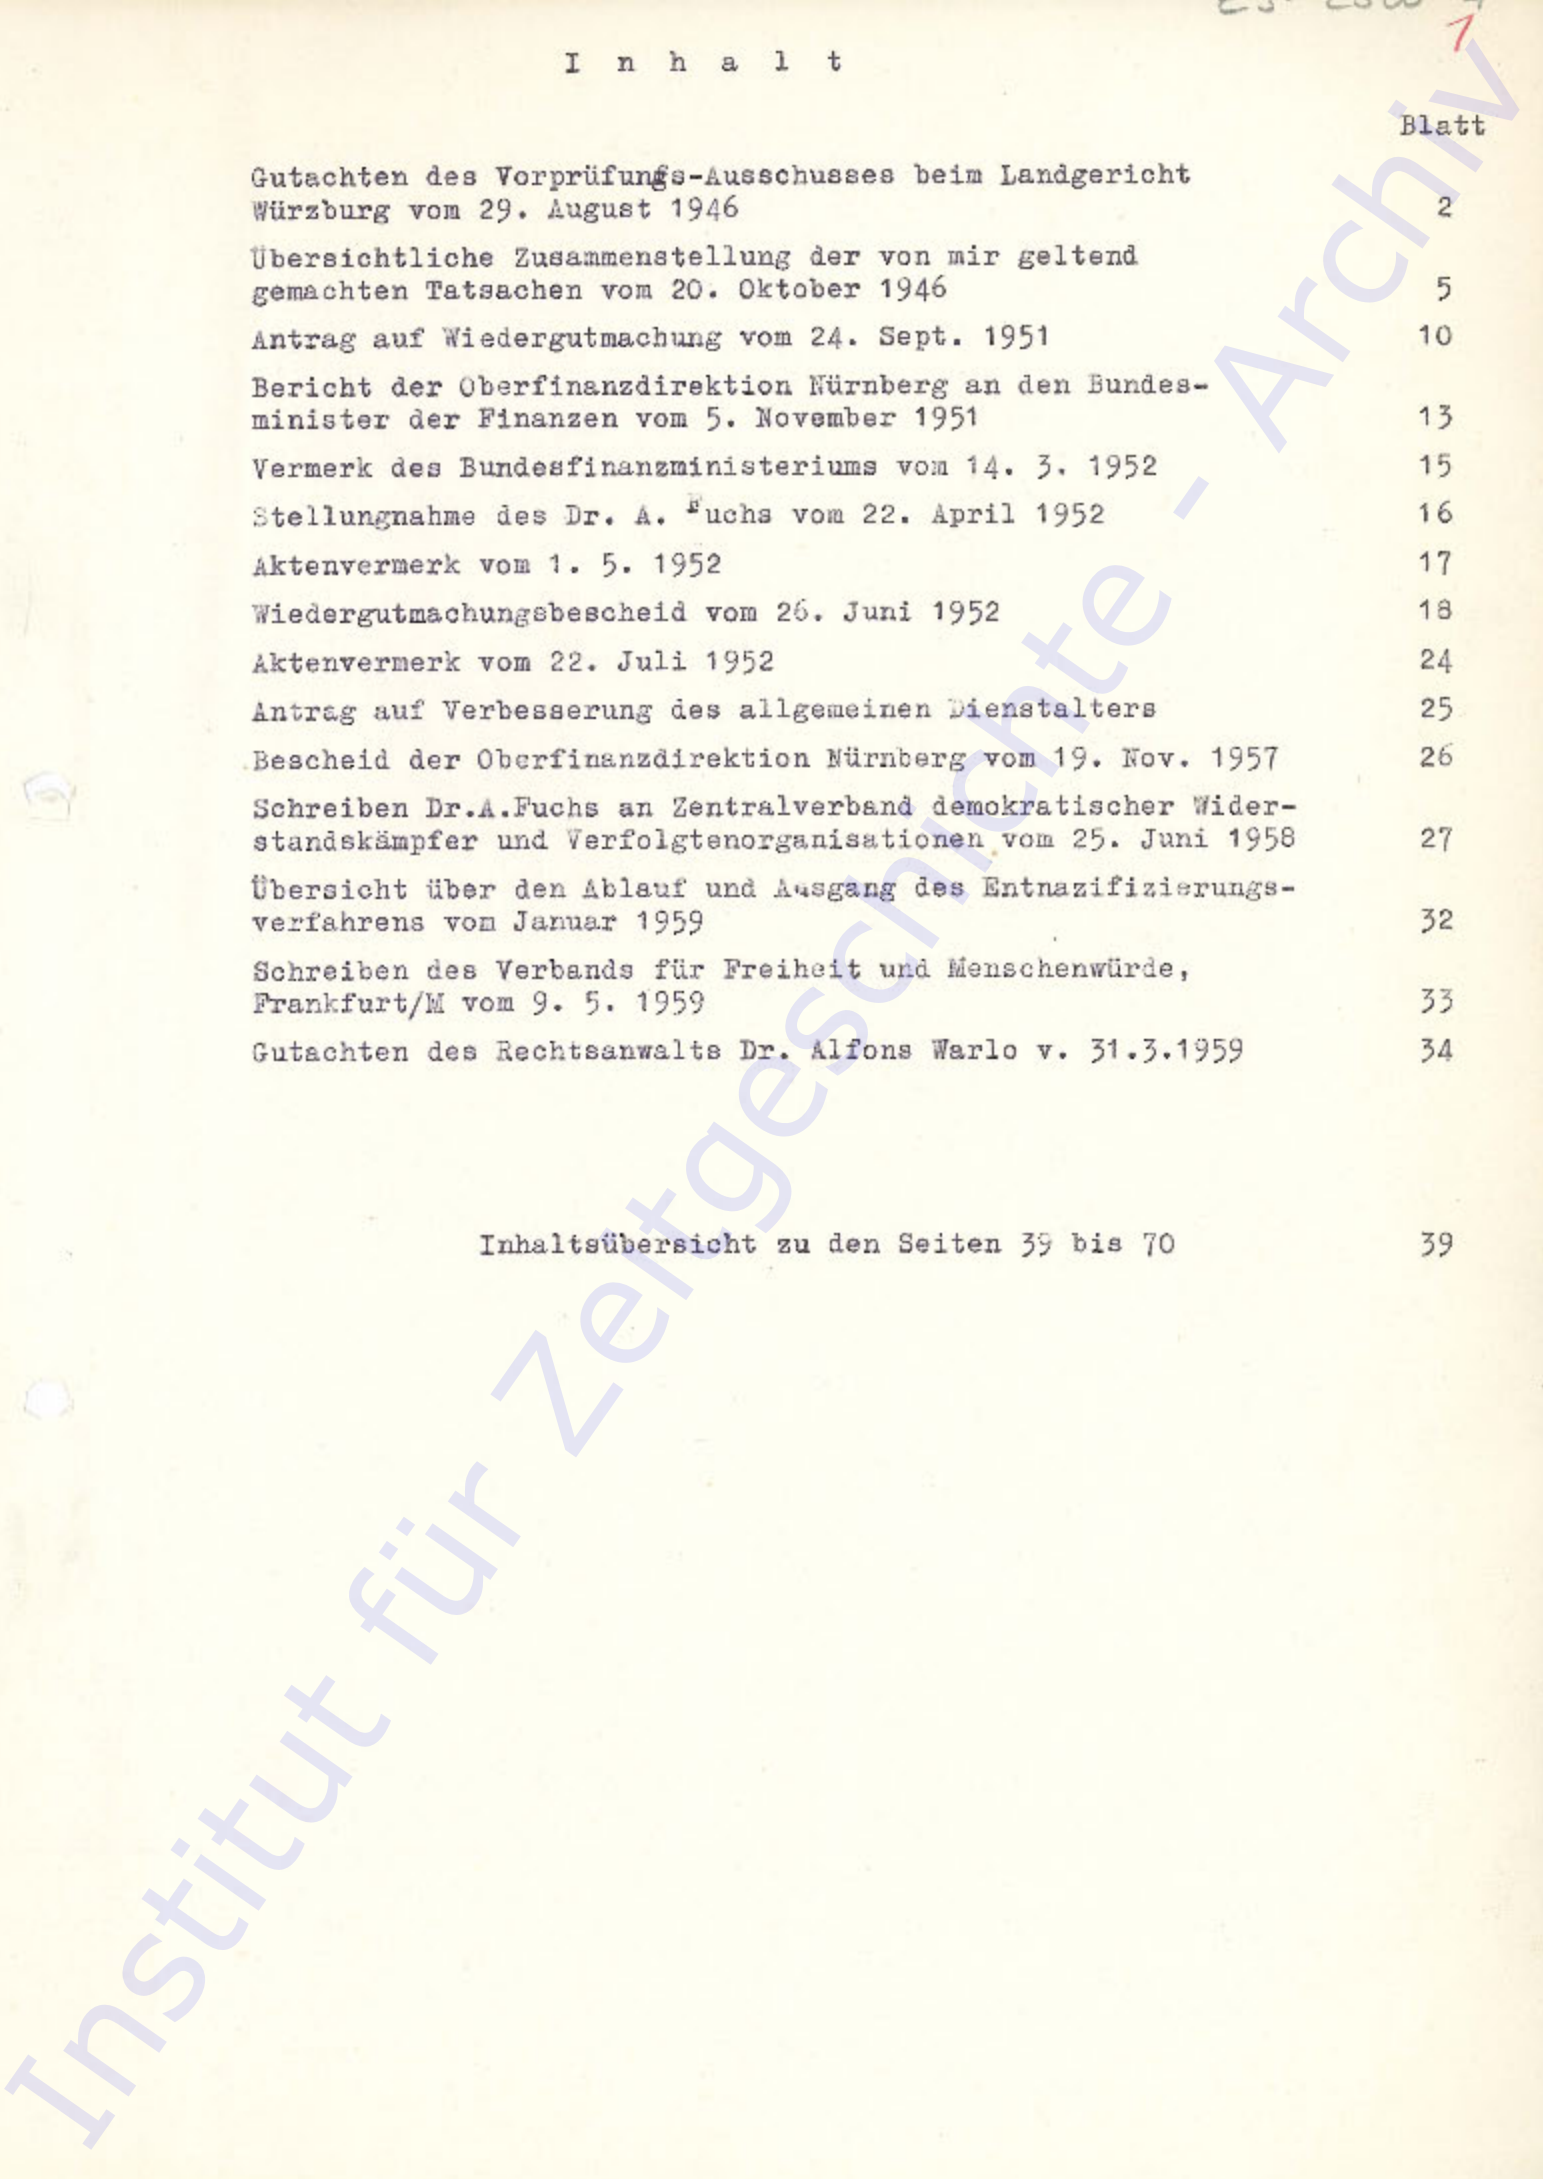 1
I n h a l t
Blatt
Gutachten des Vorprüfungs-Ausschusses beim Landgericht
Würzburg vom 29. August 1946 2
Übersichtliche Zusammenstellung der von mir geltend
gemachten Tatsachen vom 20. Oktober 1946 5
Antrag auf Wiedergutmachung vom 24. Sept. 1951 10
Bericht der Oberfinanzdirektion Nürnberg an den Bundes-
minister der Finanzen vom 5. November 1951 13
Vermerk des Bundesfinanzministeriums vom 14. 3. 1952 15
Stellungnahme des Dr. A. Fuchs vom 22. April 1952 16
Aktenvermerk vom 1. 5. 1952 17
Wiedergutmachungsbescheid vom 26. Juni 1952 18
Aktenvermerk vom 22. Juli 1952 24
Antrag auf Verbesserung des allgemeinen Dienstalters 25
Bescheid der Oberfinanzdirektion Nürnberg vom 19. Nov. 1957 26
Schreiben Dr.A.Fuchs an Zentralverband demokratischer Wider-
standskämpfer und Verfolgtenorganisationen vom 25. Juni 1958 27
Übersicht über den Ablauf und Ausgang des Entnazifizierungs-
verfahrens vom Januar 1959 32
Schreiben des Verbands für Freiheit und Menschenwürde,
Frankfurt/M vom 9. 5. 1959 33
Gutachten des Rechtsanwalts Dr. Alfons Warlo v. 31.3.1959 34
Inhaltsübersicht zu den Seiten 39 bis 70 39
Institut für Zeitgeschichte - Archiv